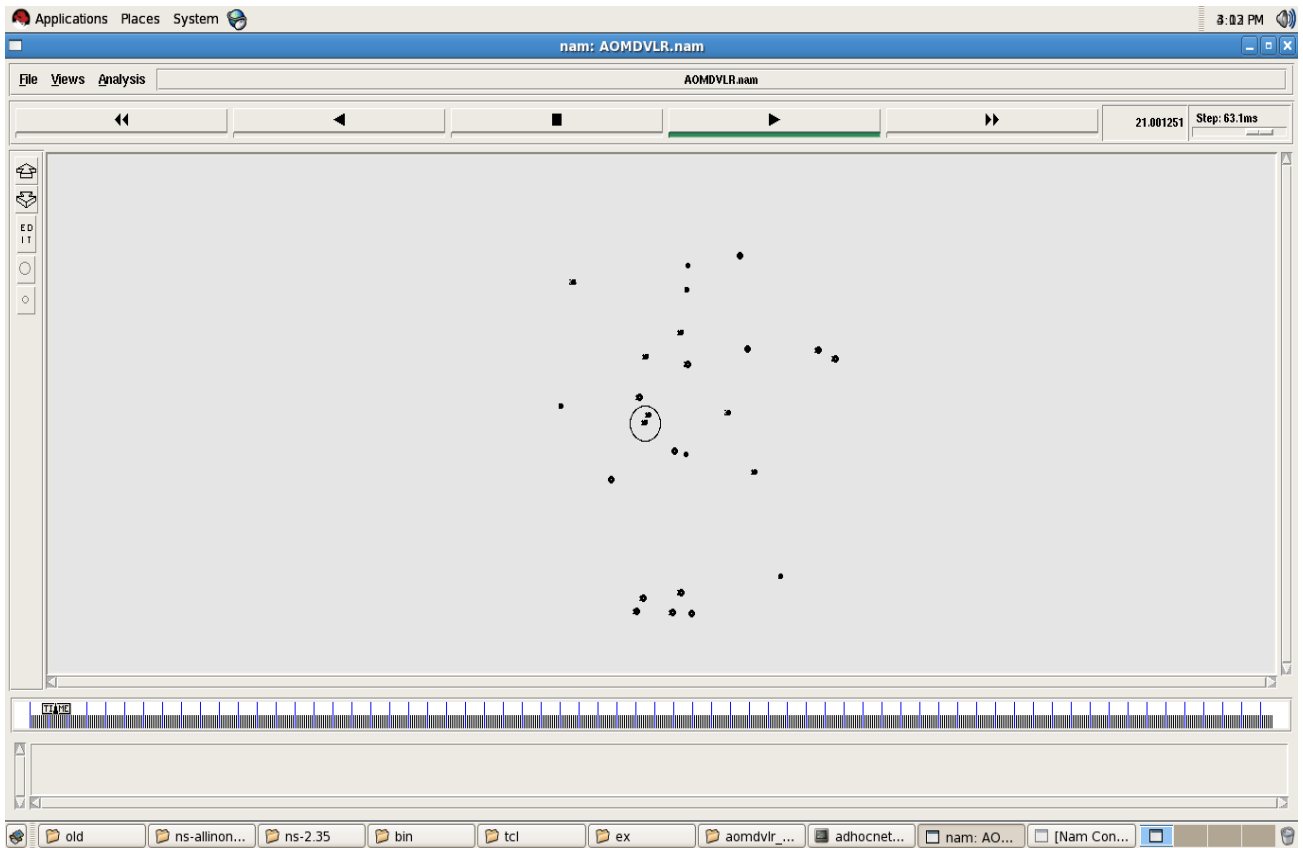 Applications Places System 3:03 PM
nam: AOMDVLR.nam
File Views Analysis AOMDVLR.nam
21.001251 Step: 63.1ms
ED
IT
TIME
old ns-allinon... ns-2.35 bin tcl ex aomdvlr_... adhocnet... nam: AO... [Nam Con...